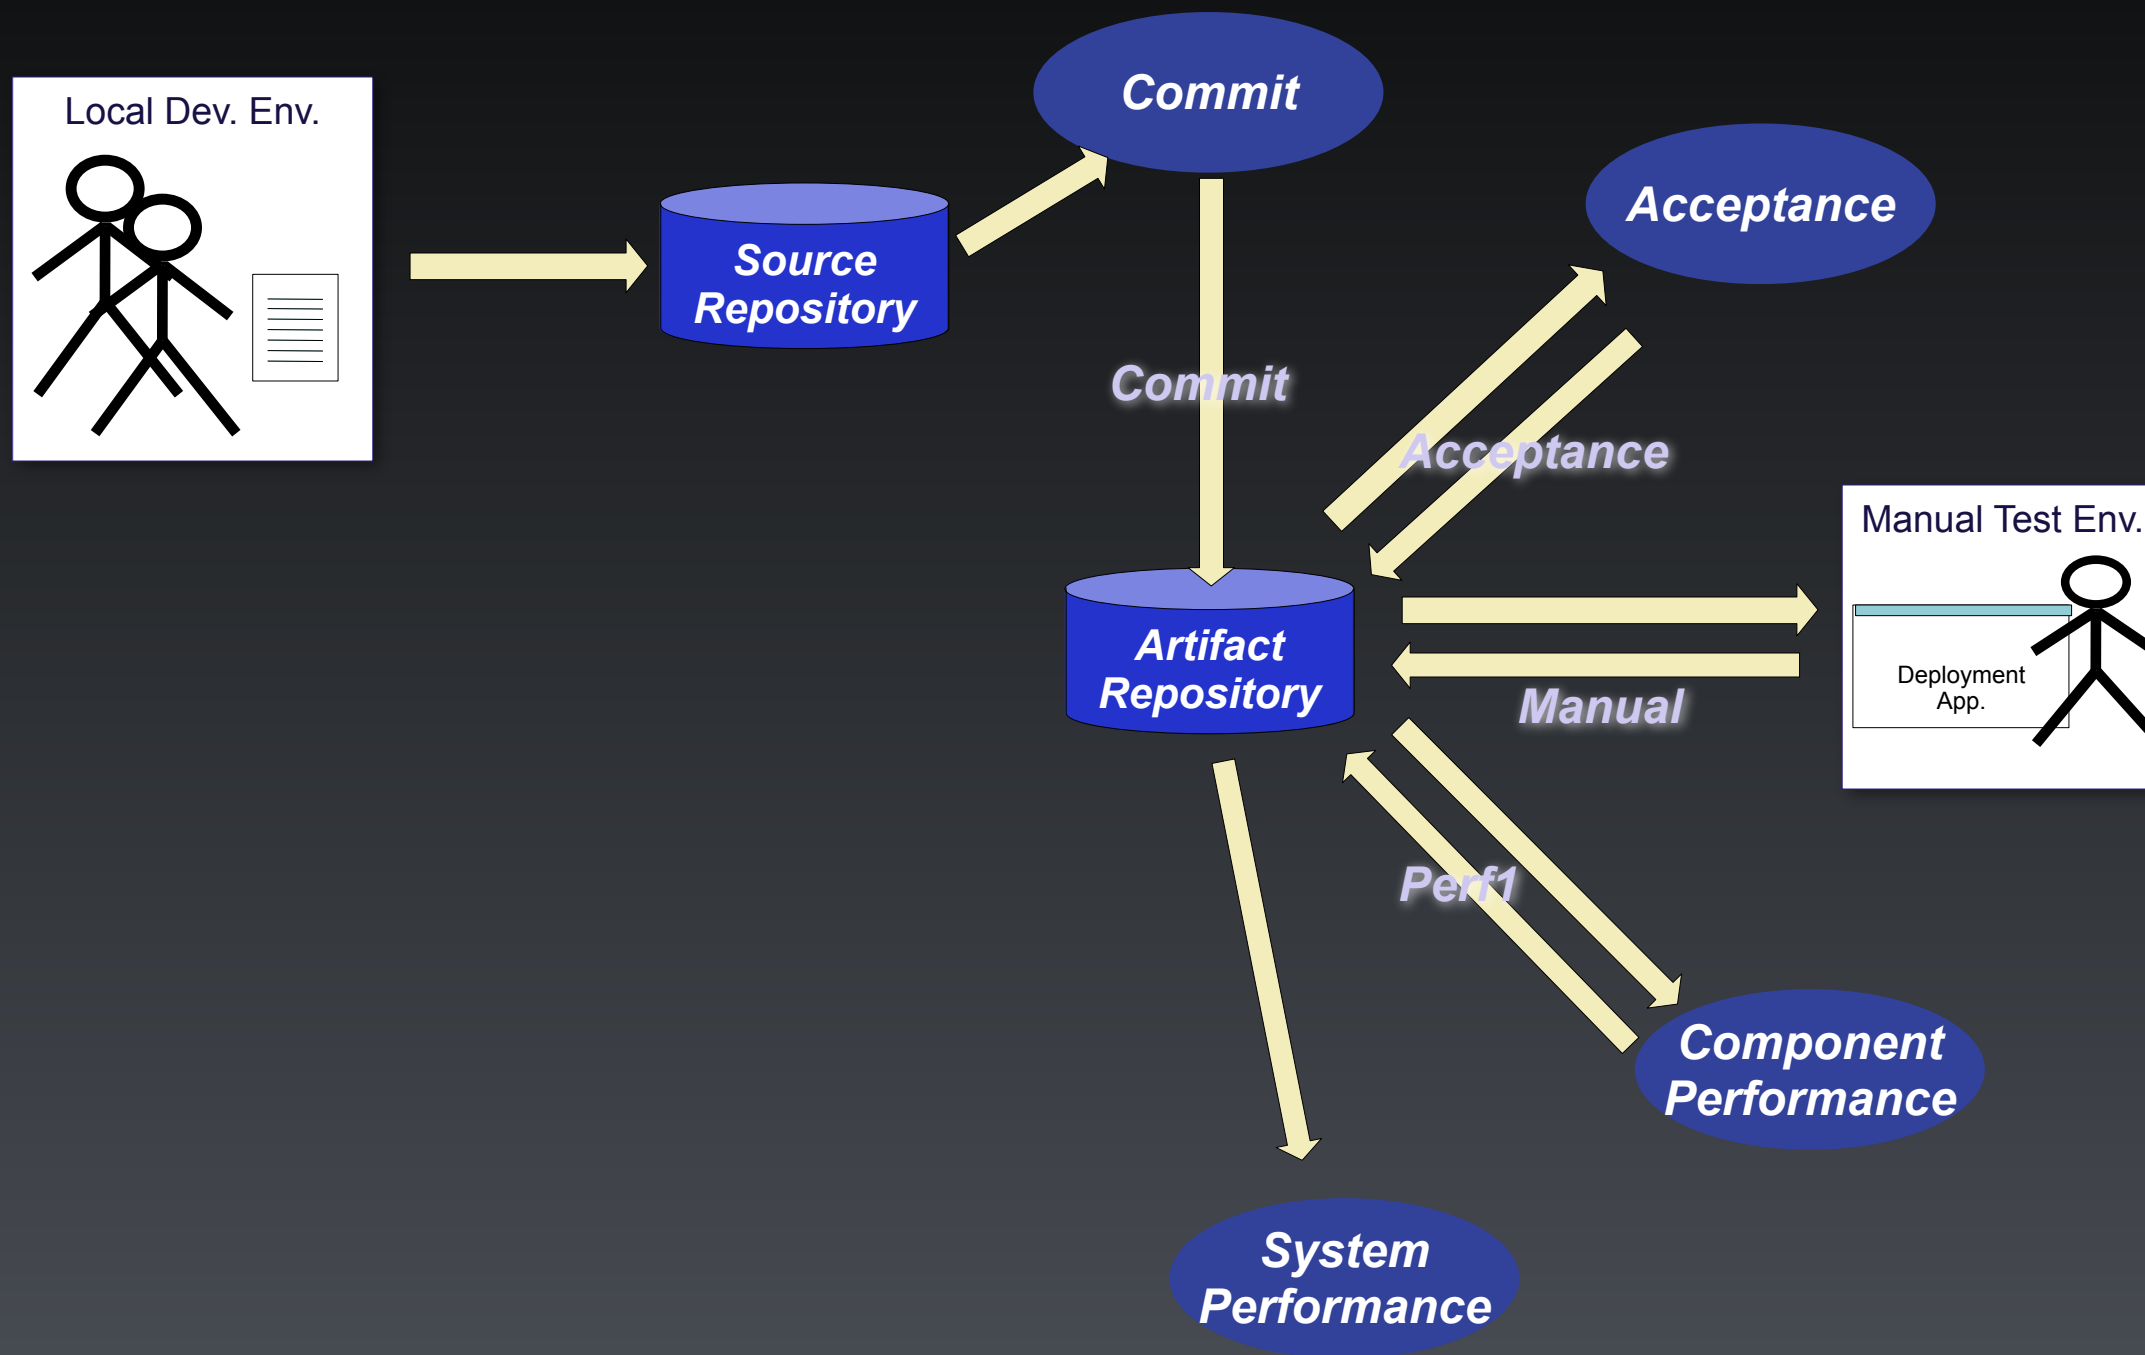 Commit
Local Dev. Env.
Acceptance
Source
Repository
Commit
Acceptance
Manual Test Env.
Artifact
Repository
Deployment
App.
Manual
Perf1
Component
Performance
System
Performance